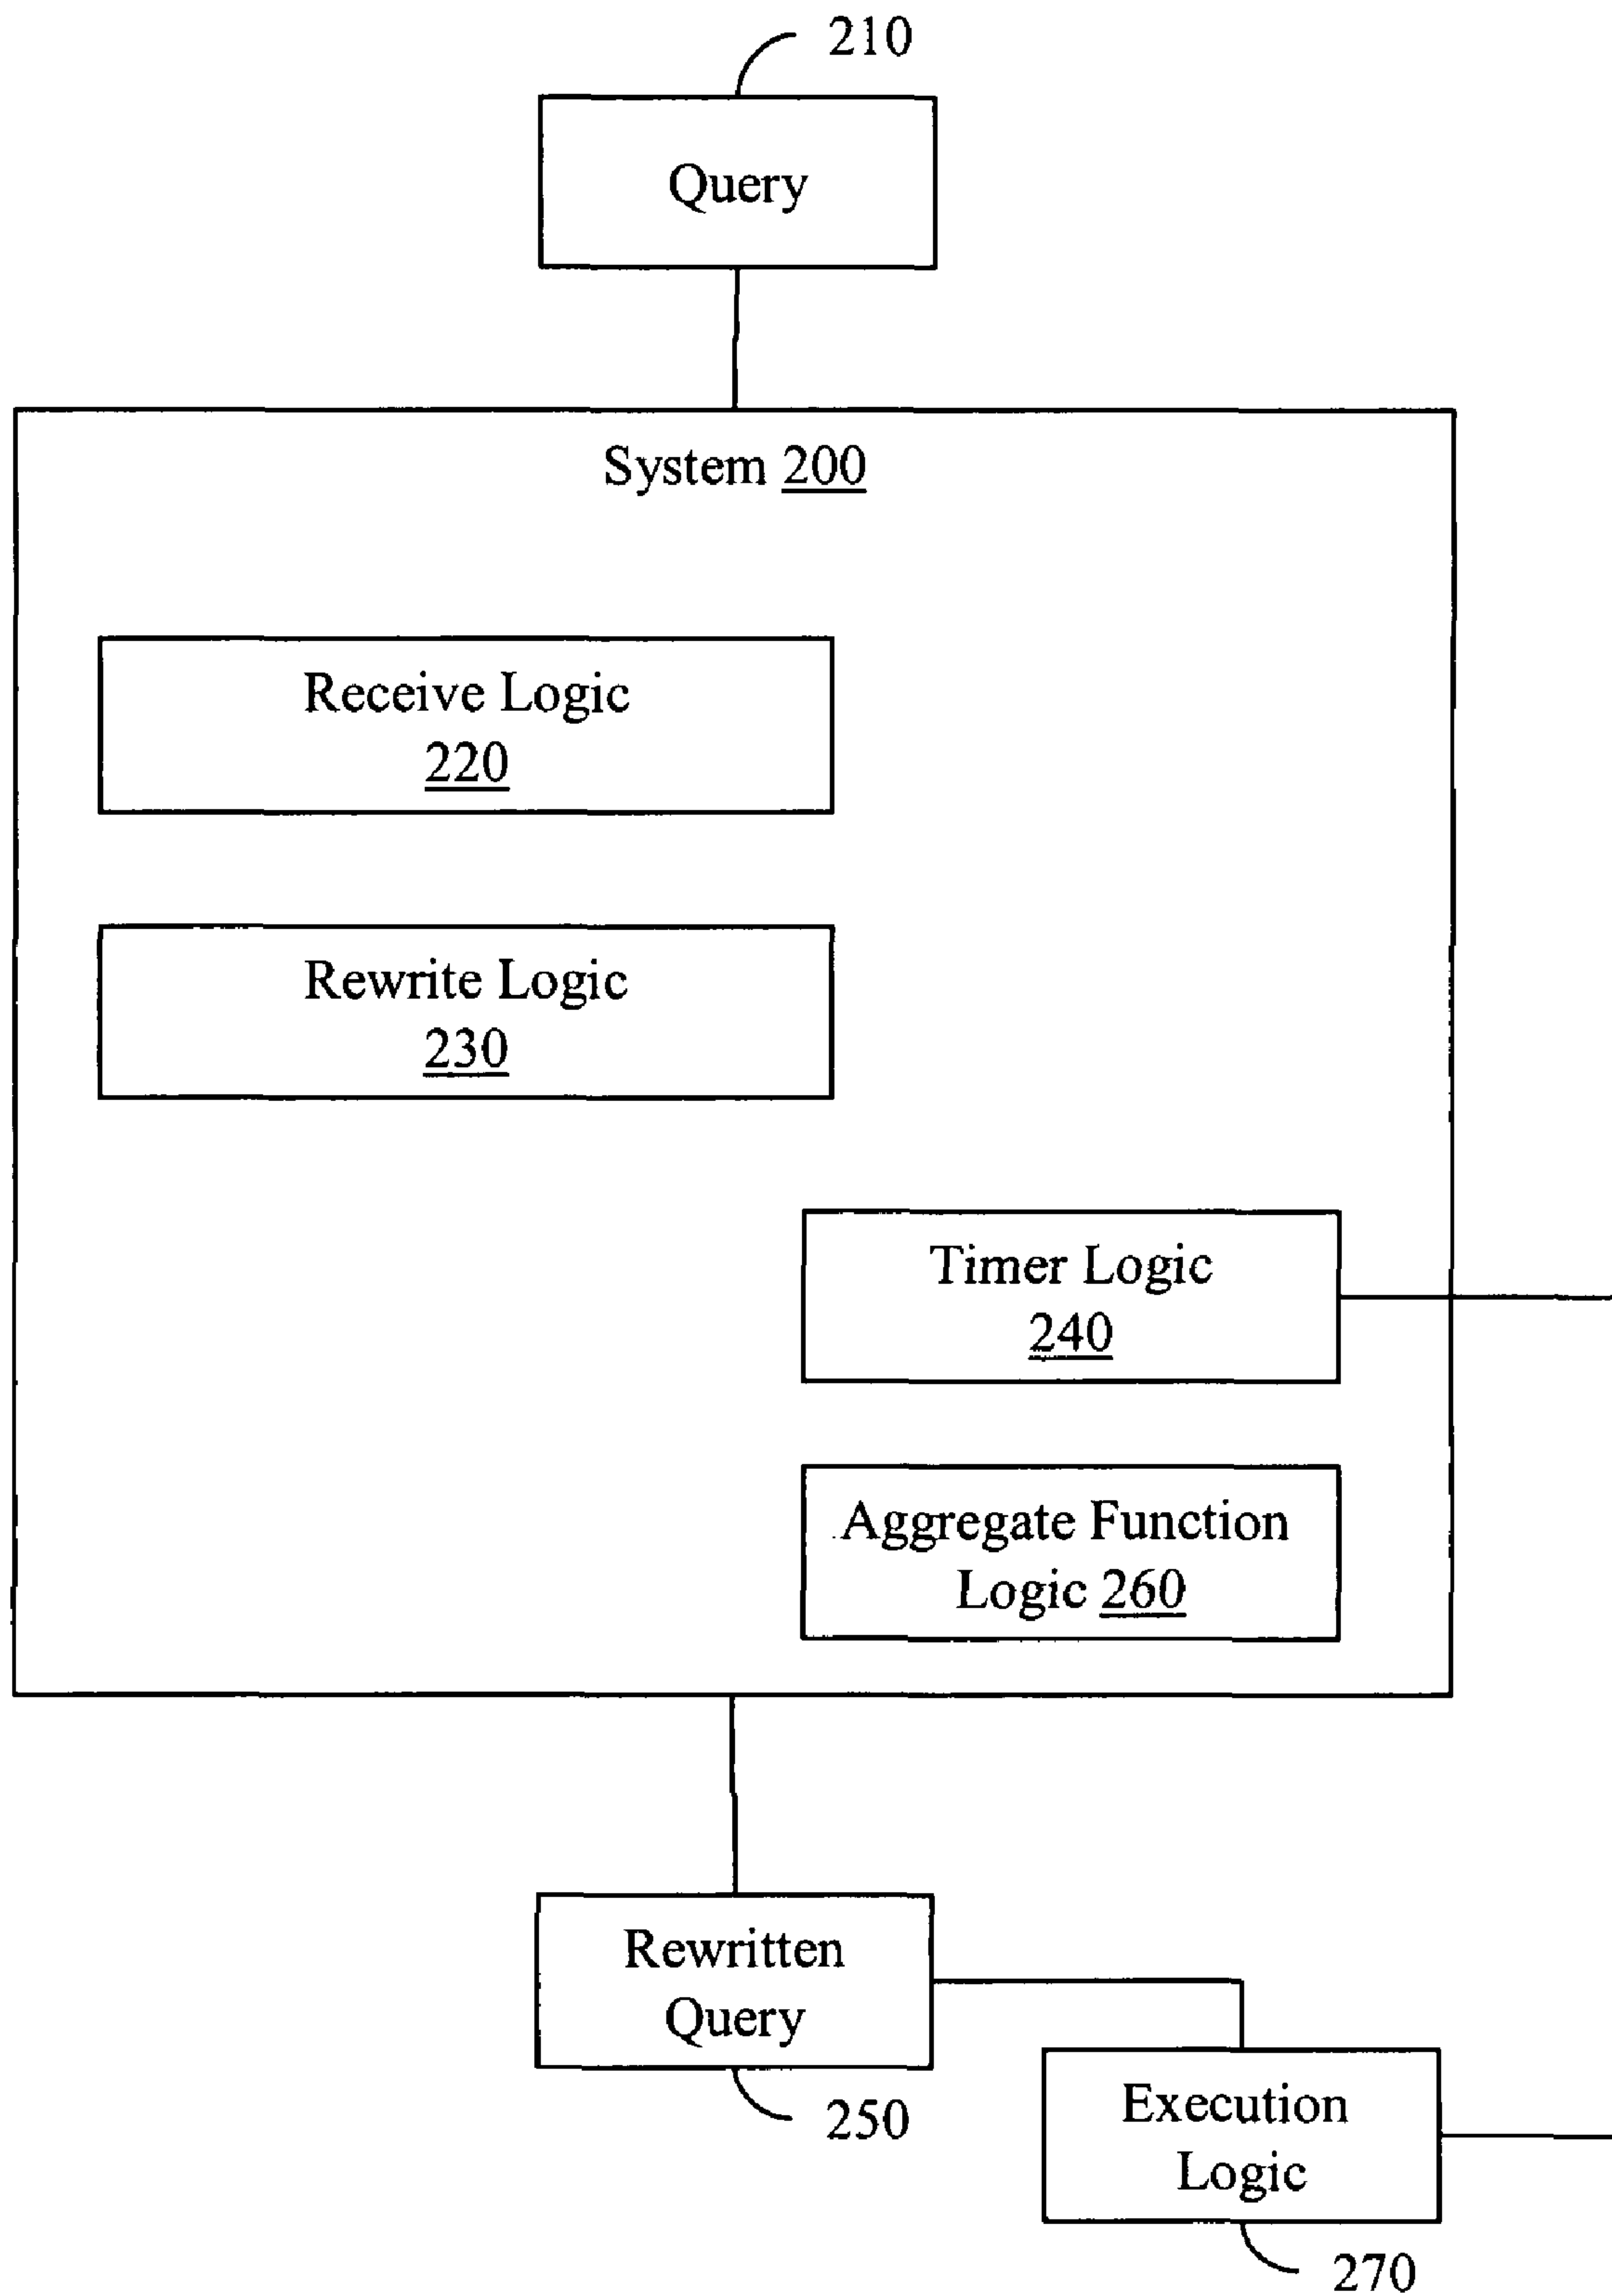 210
Query
System 200
Receive Logic
220
Rewrite Logic
230
Timer Logic
240
Aggregate Function
Logic 260
Rewritten
Query
250
Execution
Logic
270